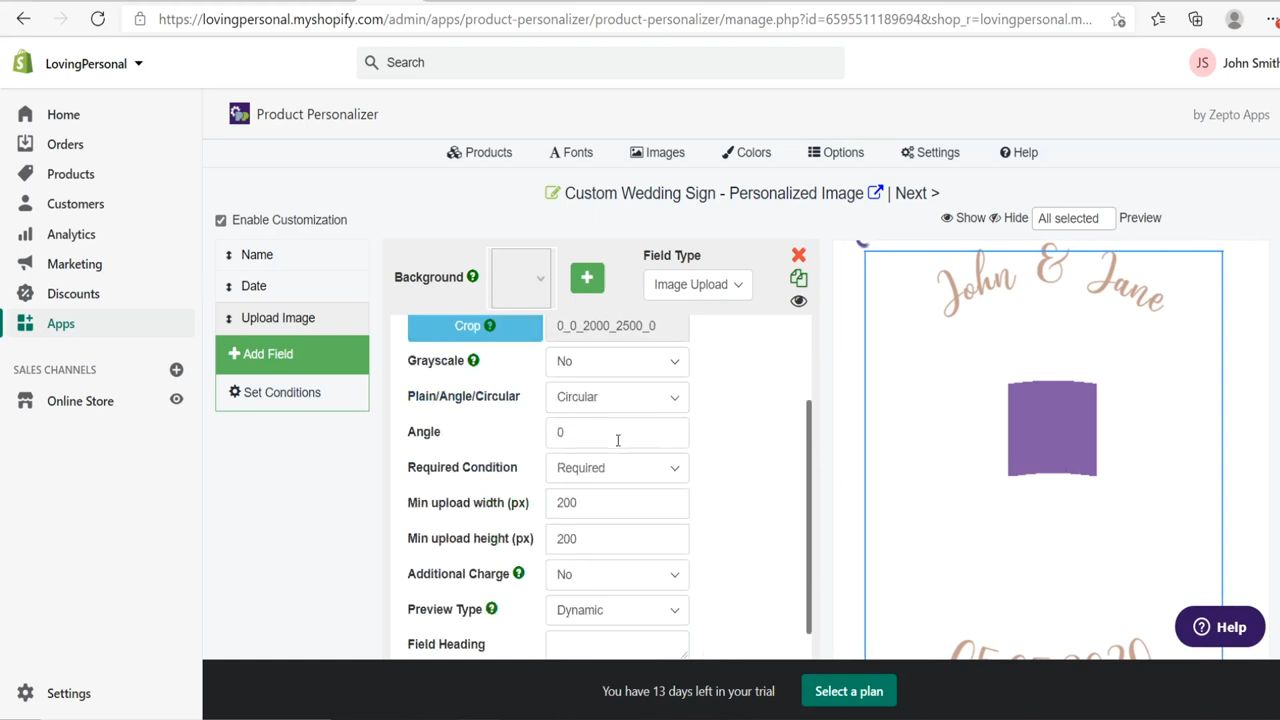 https://lovingpersonal.myshopify.com/admin/apps/product-personalizer/product-personalizer/manage.php?id=6595511189694&shop_r=lovingpersonal.m...
LovingPersonal
Search
JS John Smith
Home
Orders
Products
Customers
Analytics
Marketing
Discounts
Apps
SALES CHANNELS
Online Store
Settings
Product Personalizer
by Zepto Apps
Products Fonts Images Colors Options Settings Help
Custom Wedding Sign - Personalized Image | Next >
Enable Customization
Show Hide All selected Preview
Name
Date
Upload Image
Add Field
Set Conditions
Background
Field Type
Image Upload
Crop 0_0_2000_2500_0
Grayscale No
Plain/Angle/Circular Circular
Angle 0
Required Condition Required
Min upload width (px) 200
Min upload height (px) 200
Additional Charge No
Preview Type Dynamic
Field Heading
John & Jane
Help
You have 13 days left in your trial
Select a plan